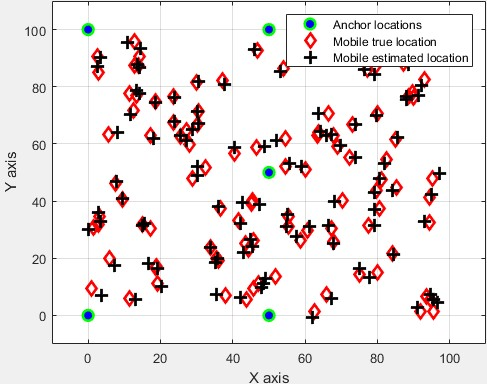 Anchor locations
Mobile true location
Mobile estimated location
100
80
60
40
20
0
Y axis
0
20
40
60
80
100
X axis